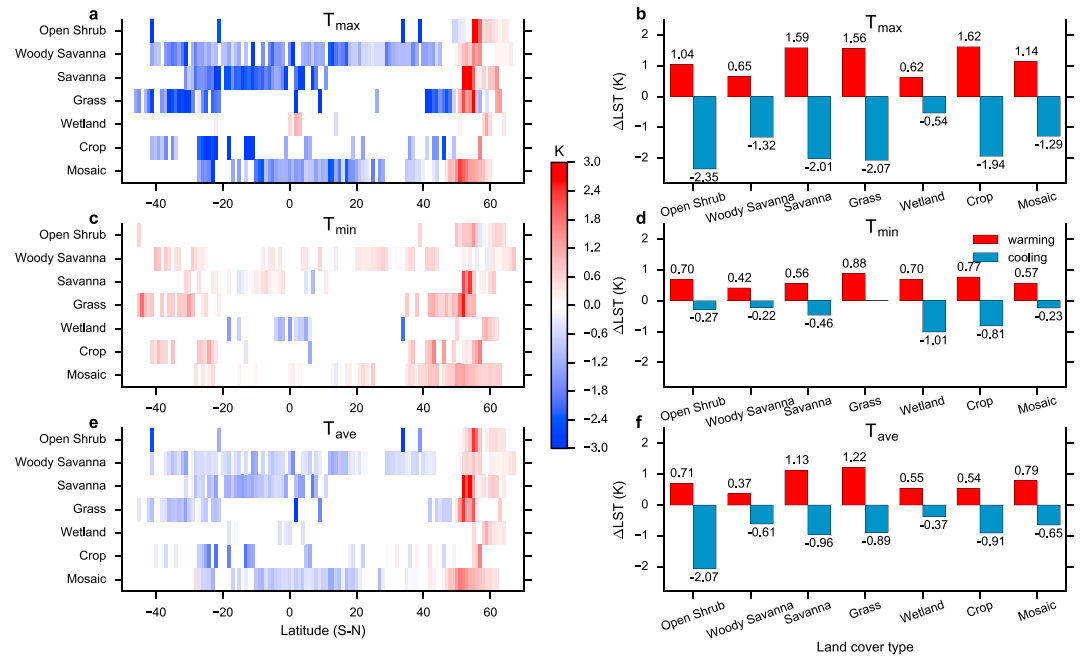 a
T max
Open Shrub
Woody Savanna
Savanna
Grass
Wetland
Crop
Mosaic
−40 −20 0 20 40 60
b
T max
ΔLST (K)
2
1
0
−1
−2
1.04 0.65 1.59 1.56 0.62 1.62 1.14
-2.35 -1.32 -2.01 -2.07 -0.54 -1.94 -1.29
Open Shrub Woody Savanna Savanna Grass Wetland Crop Mosaic
K
3.0
2.4
1.8
1.2
0.6
0.0
−0.6
−1.2
−1.8
−2.4
−3.0
c
T min
Open Shrub
Woody Savanna
Savanna
Grass
Wetland
Crop
Mosaic
−40 −20 0 20 40 60
d
T min
warming
cooling
ΔLST (K)
2
1
0
−1
−2
0.70 0.42 0.56 0.88 0.70 0.77 0.57
-0.27 -0.22 -0.46 -1.01 -0.81 -0.23
Open Shrub Woody Savanna Savanna Grass Wetland Crop Mosaic
e
T ave
Open Shrub
Woody Savanna
Savanna
Grass
Wetland
Crop
Mosaic
−40 −20 0 20 40 60
Latitude (S-N)
f
T ave
ΔLST (K)
2
1
0
−1
−2
0.71 0.37 1.13 1.22 0.55 0.54 0.79
-2.07 -0.61 -0.96 -0.89 -0.37 -0.91 -0.65
Open Shrub Woody Savanna Savanna Grass Wetland Crop Mosaic
Land cover type